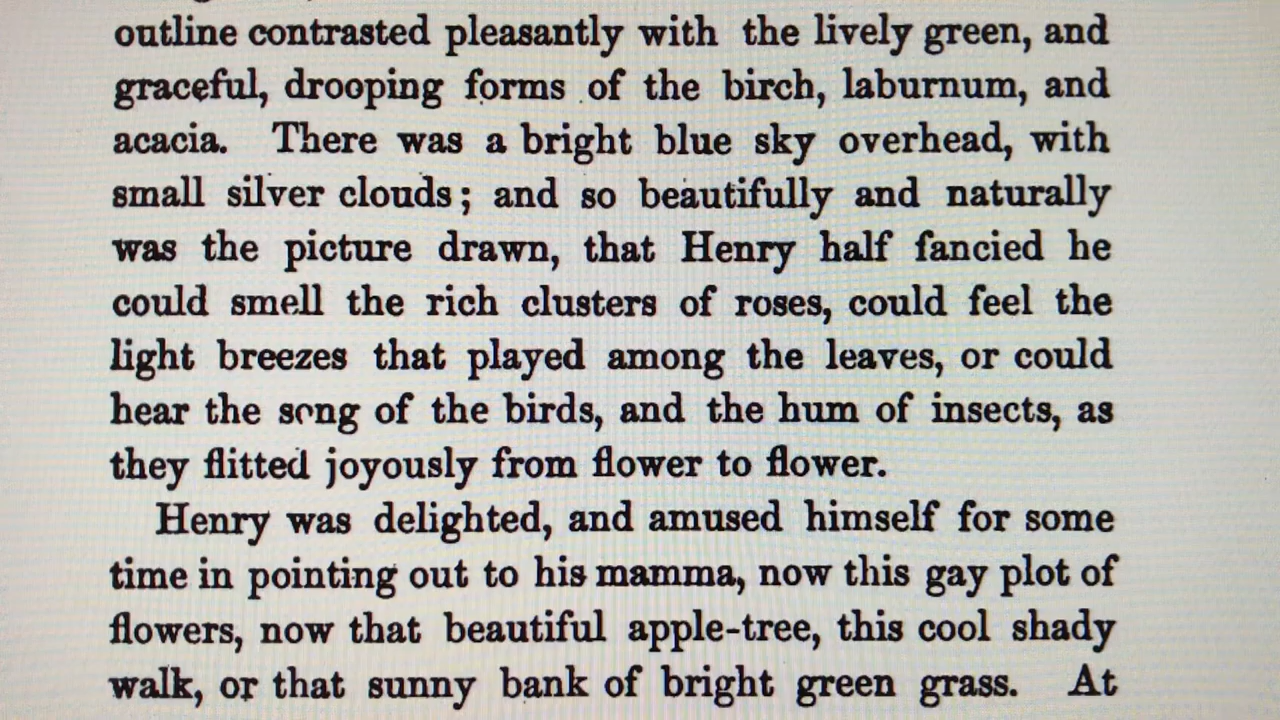 outline contrasted pleasantly with the lively green, and
graceful, drooping forms of the birch, laburnum, and
acacia. There was a bright blue sky overhead, with
small silver clouds; and so beautifully and naturally
was the picture drawn, that Henry half fancied he
could smell the rich clusters of roses, could feel the
light breezes that played among the leaves, or could
hear the song of the birds, and the hum of insects, as
they flitted joyously from flower to flower.
Henry was delighted, and amused himself for some
time in pointing out to his mamma, now this gay plot of
flowers, now that beautiful apple-tree, this cool shady
walk, or that sunny bank of bright green grass. At